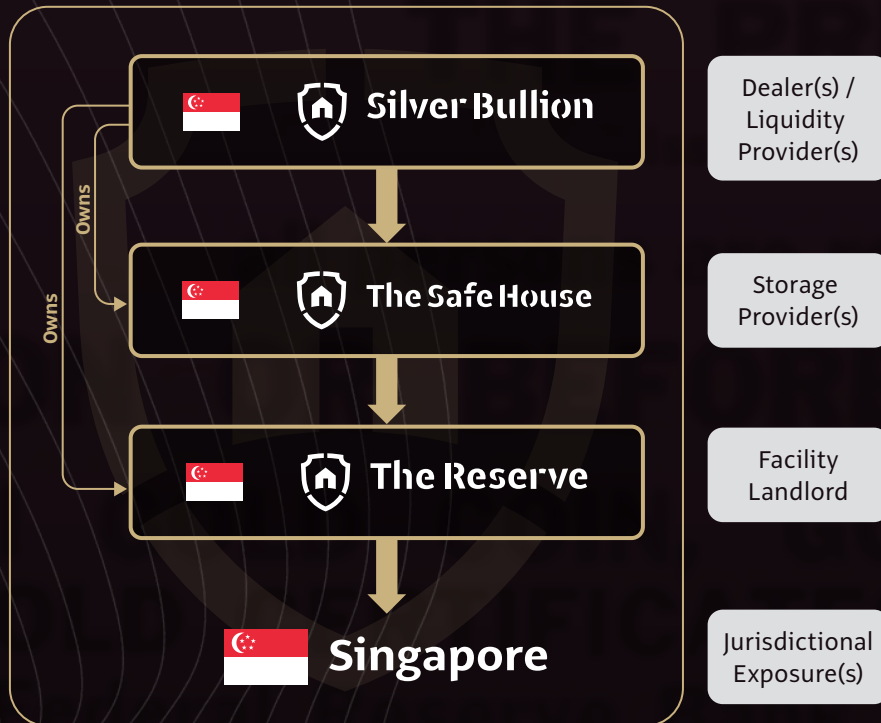 Silver Bullion
Dealer(s) /
Liquidity
Provider(s)
Owns
Owns
The Safe House
Storage
Provider(s)
The Reserve
Facility
Landlord
Singapore
Jurisdictional
Exposure(s)